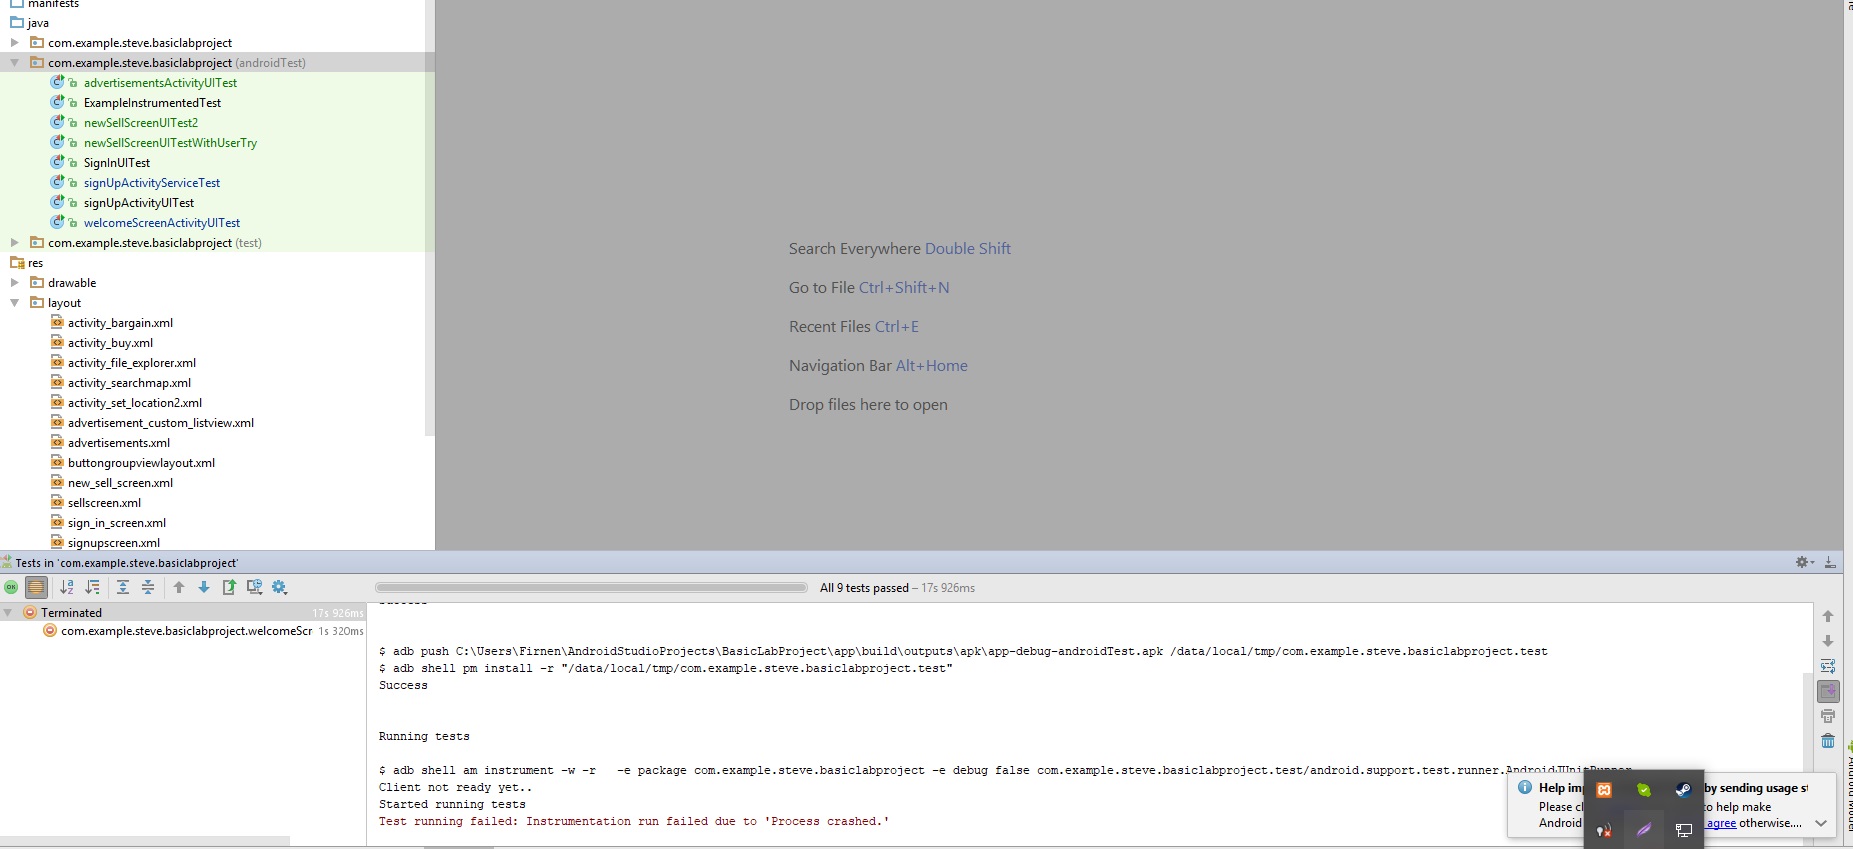 manifests
java
com.example.steve.basiclabproject
com.example.steve.basiclabproject (androidTest)
advertisementsActivityUITest
ExampleInstrumentedTest
newSellScreenUITest2
newSellScreenUITestWithUserTry
SignInUITest
signUpActivityServiceTest
signUpActivityUITest
welcomeScreenActivityUITest
com.example.steve.basiclabproject (test)
res
drawable
layout
activity_bargain.xml
activity_buy.xml
activity_file_explorer.xml
activity_searchmap.xml
activity_set_location2.xml
advertisement_custom_listview.xml
advertisements.xml
buttongroupviewlayout.xml
new_sell_screen.xml
sellscreen.xml
sign_in_screen.xml
signupscreen.xml
Search Everywhere Double Shift
Go to File Ctrl+Shift+N
Recent Files Ctrl+E
Navigation Bar Alt+Home
Drop files here to open
Tests in 'com.example.steve.basiclabproject'
All 9 tests passed – 17s 926ms
Terminated 17s 926ms
com.example.steve.basiclabproject.welcomeScr 1s 320ms
Success
$ adb push C:\Users\Firnen\AndroidStudioProjects\BasicLabProject\app\build\outputs\apk\app-debug-androidTest.apk /data/local/tmp/com.example.steve.basiclabproject.test
$ adb shell pm install -r "/data/local/tmp/com.example.steve.basiclabproject.test"
Success
Running tests
$ adb shell am instrument -w -r -e package com.example.steve.basiclabproject -e debug false com.example.steve.basiclabproject.test/android.support.test.runner.AndroidJUnitRunner
Client not ready yet..
Started running tests
Test running failed: Instrumentation run failed due to 'Process crashed.'
Help imp by sending usage st
Please cl to help make
Android agree otherwise....
Android Model